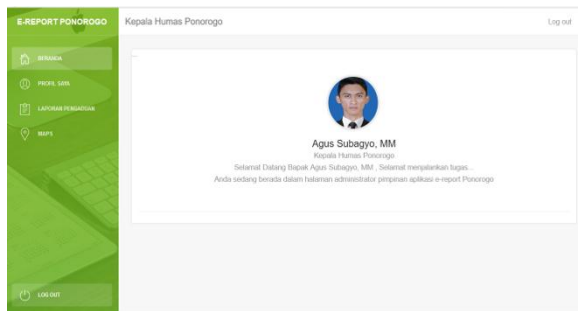 E-REPORT PONOROGO
Kepala Humas Ponorogo
Log out
BERANDA
PROFIL SAYA
LAPORAN PENGADUAN
MAPS
Agus Subagyo, MM
Kepala Humas Ponorogo
Selamat Datang Bapak Agus Subagyo, MM , Selamat menjalankan tugas...
Anda sedang berada dalam halaman administrator pimpinan aplikasi e-report Ponorogo
LOG OUT